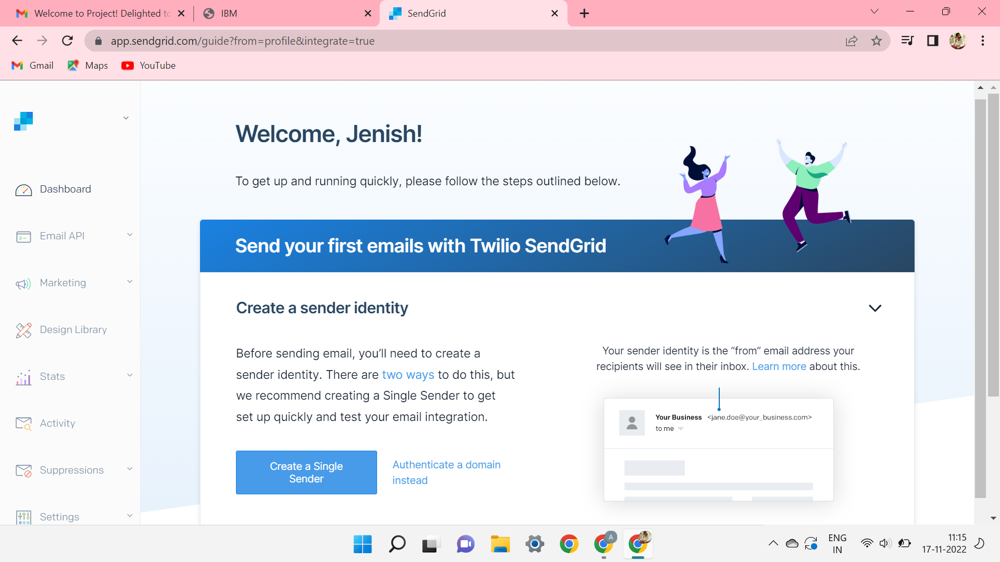 Welcome to Project! Delighted to
IBM
SendGrid
app.sendgrid.com/guide?from=profile&integrate=true
Gmail
Maps
YouTube
Welcome, Jenish!
To get up and running quickly, please follow the steps outlined below.
Dashboard
Email API
Marketing
Design Library
Stats
Activity
Suppressions
Settings
Send your first emails with Twilio SendGrid
Create a sender identity
Before sending email, you’ll need to create a
sender identity. There are two ways to do this, but
we recommend creating a Single Sender to get
set up quickly and test your email integration.
Create a Single
Sender
Authenticate a domain
instead
Your sender identity is the “from” email address your
recipients will see in their inbox. Learn more about this.
Your Business <jane.doe@your_business.com>
to me
A
ENG
IN
11:15
17-11-2022